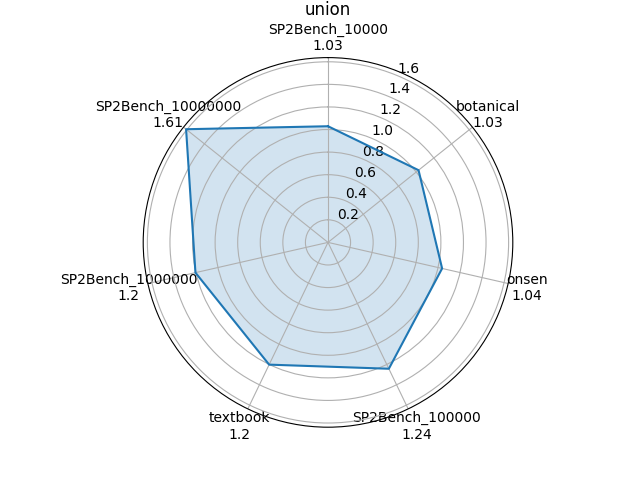 union
SP2Bench_10000
1.03
1.6
1.4
1.2
1.0
0.8
0.6
0.4
0.2
botanical
1.03
SP2Bench_10000000
1.61
onsen
1.04
SP2Bench_1000000
1.2
textbook
1.2
SP2Bench_100000
1.24